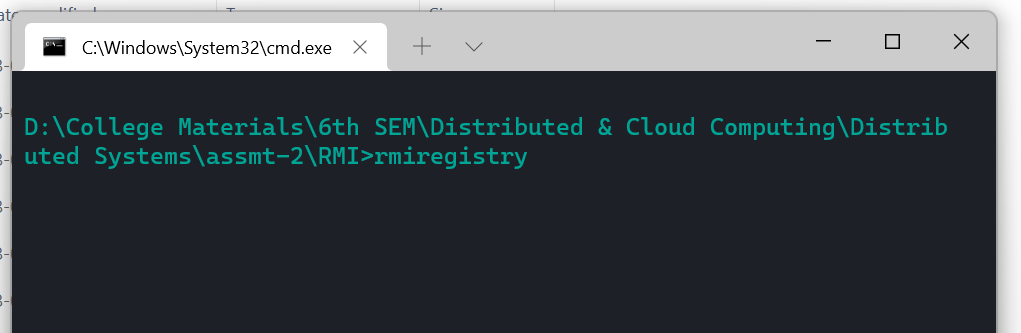 C:\Windows\System32\cmd.exe
D:\College Materials\6th SEM\Distributed & Cloud Computing\Distrib
uted Systems\assmt-2\RMI>rmiregistry